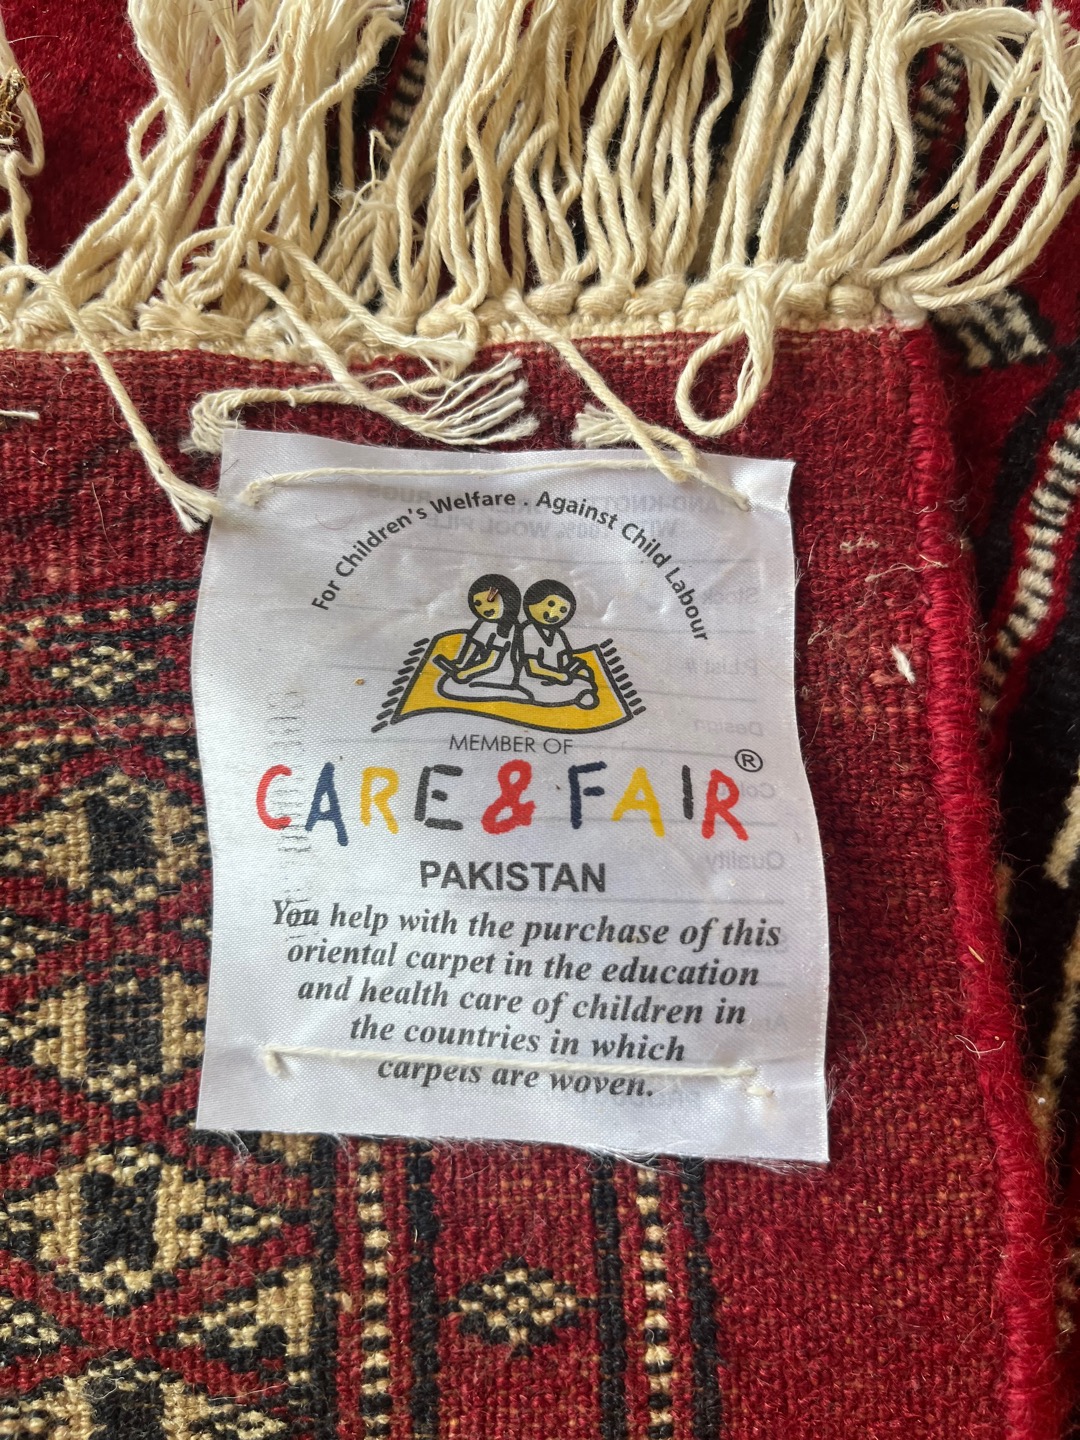 For Children's Welfare . Against Child Labour
MEMBER OF
CARE & FAIR®
PAKISTAN
You help with the purchase of this
oriental carpet in the education
and health care of children in
the countries in which
carpets are woven.